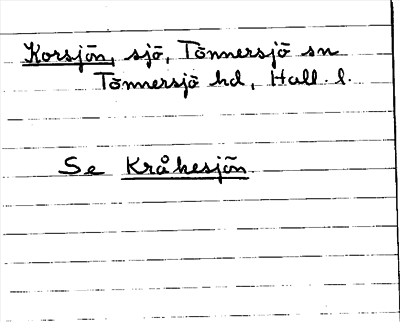 Korsjön, sjö, Tönnersjö sn
Tönnersjö hd, Hall. l.
Se Kråkesjön